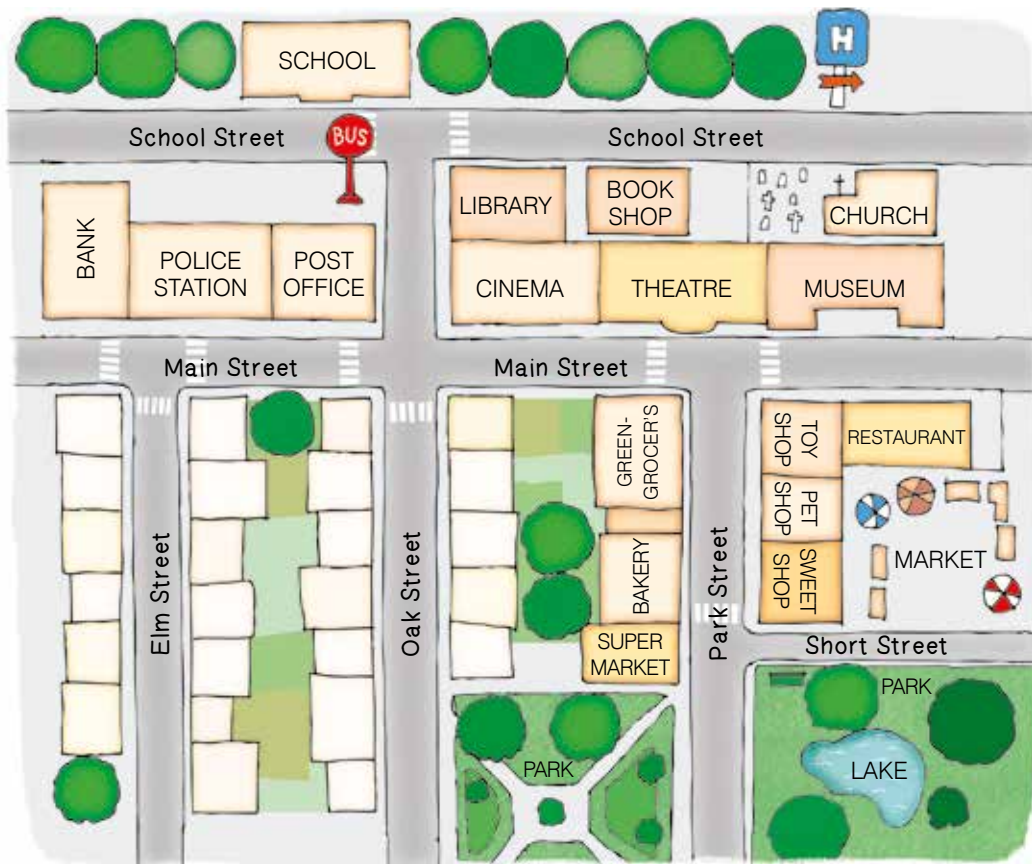 SCHOOL
H
School Street
BUS
School Street
BANK
POLICE
STATION
POST
OFFICE
LIBRARY
BOOK
SHOP
CHURCH
CINEMA
THEATRE
MUSEUM
Main Street
Main Street
Elm Street
Oak Street
GREEN-
GROCER'S
BAKERY
SUPER
MARKET
PARK
Park Street
TOY
SHOP
RESTAURANT
PET
SHOP
SWEET
SHOP
MARKET
Short Street
PARK
LAKE